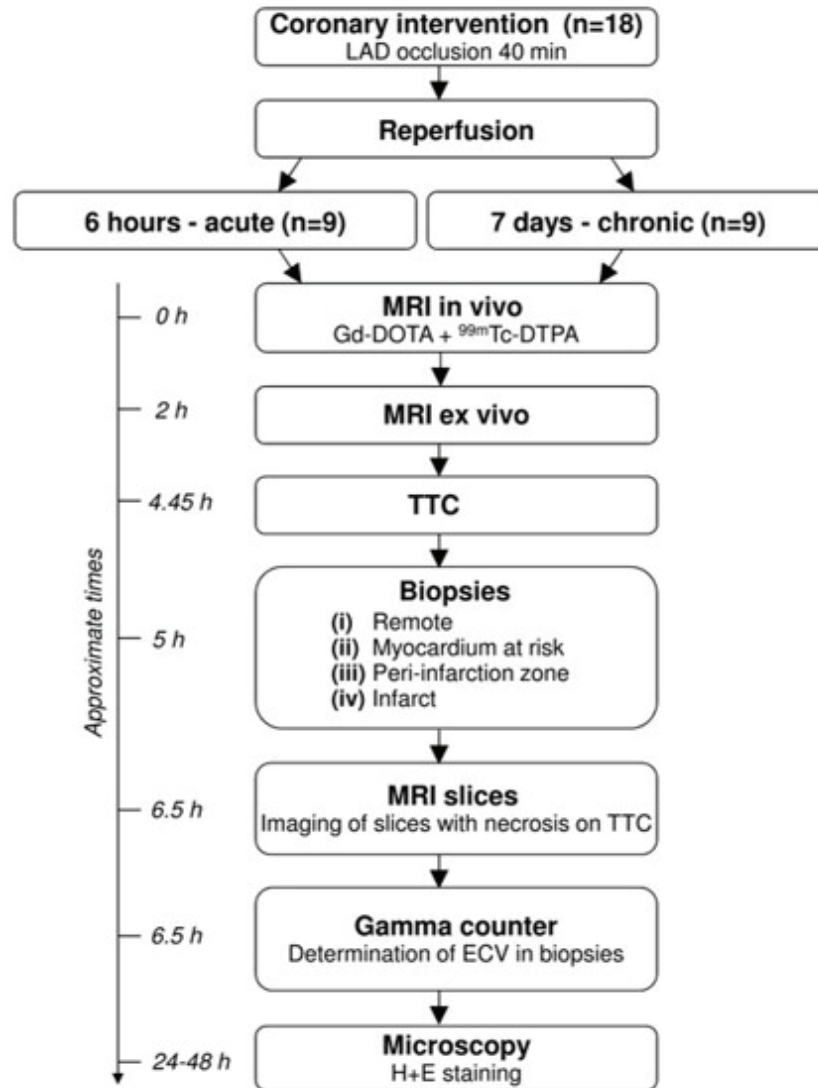 Coronary intervention (n=18)
LAD occlusion 40 min
Reperfusion
6 hours - acute (n=9)
7 days - chronic (n=9)
Approximate times
0 h
MRI in vivo
Gd-DOTA + ⁹⁹ᵐTc-DTPA
2 h
MRI ex vivo
4.45 h
TTC
5 h
Biopsies
(i) Remote
(ii) Myocardium at risk
(iii) Peri-infarction zone
(iv) Infarct
6.5 h
MRI slices
Imaging of slices with necrosis on TTC
6.5 h
Gamma counter
Determination of ECV in biopsies
24-48 h
Microscopy
H+E staining